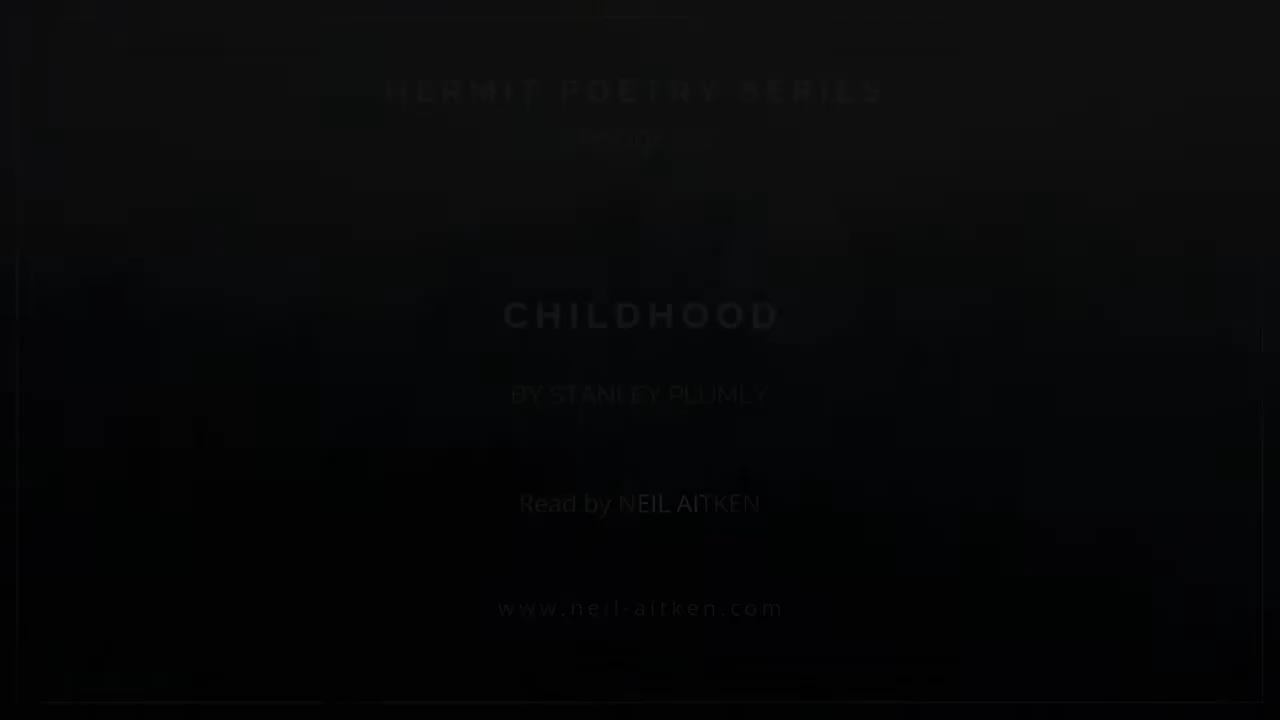 HERMIT POETRY SERIES
CHILDHOOD
BY STANLEY PLUMLY
Read by NEIL AITKEN
www.neil-aitken.com